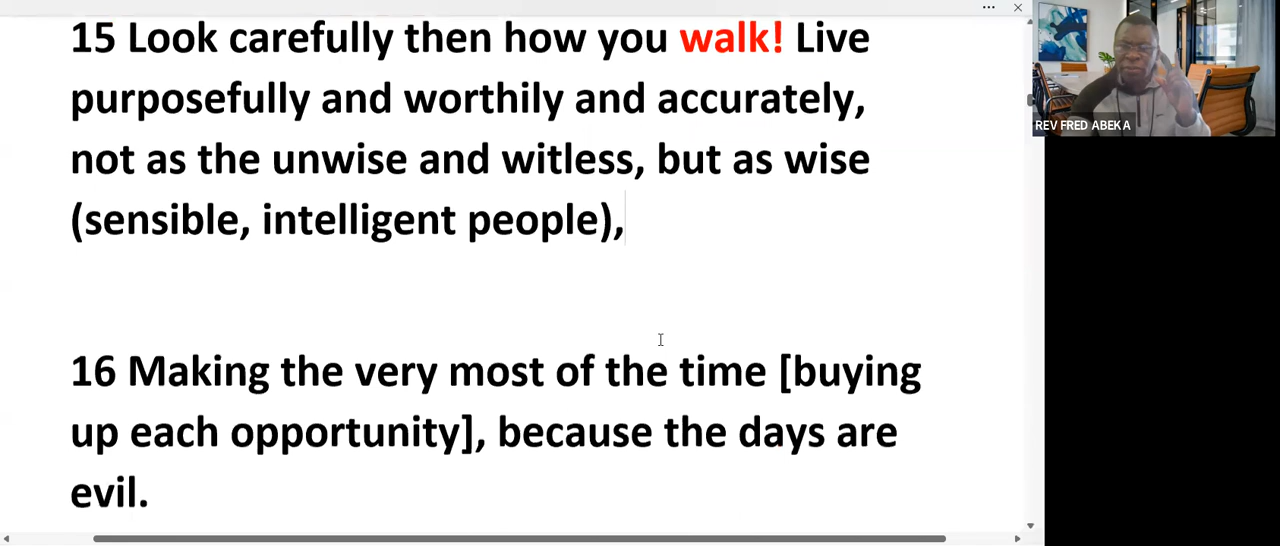 15 Look carefully then how you walk! Live
purposefully and worthily and accurately,
not as the unwise and witless, but as wise
(sensible, intelligent people),
16 Making the very most of the time [buying
up each opportunity], because the days are
evil.
REV FRED ABEKA